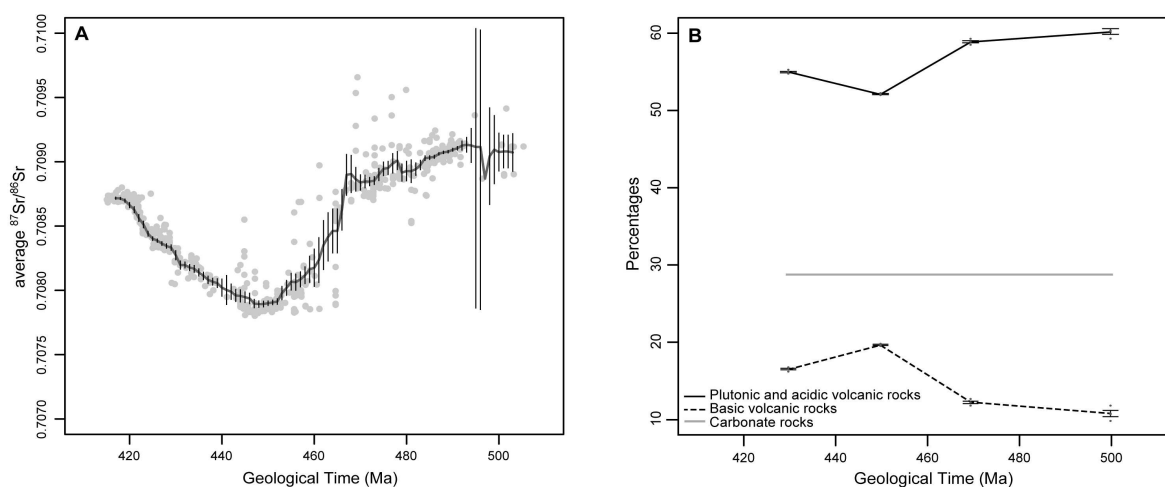 A
average ⁸⁷Sr/⁸⁶Sr
0.7100
0.7095
0.7090
0.7085
0.7080
0.7075
0.7070
420 440 460 480 500
Geological Time (Ma)
B
Percentages
60
50
40
30
20
10
Plutonic and acidic volcanic rocks
Basic volcanic rocks
Carbonate rocks
420 440 460 480 500
Geological Time (Ma)